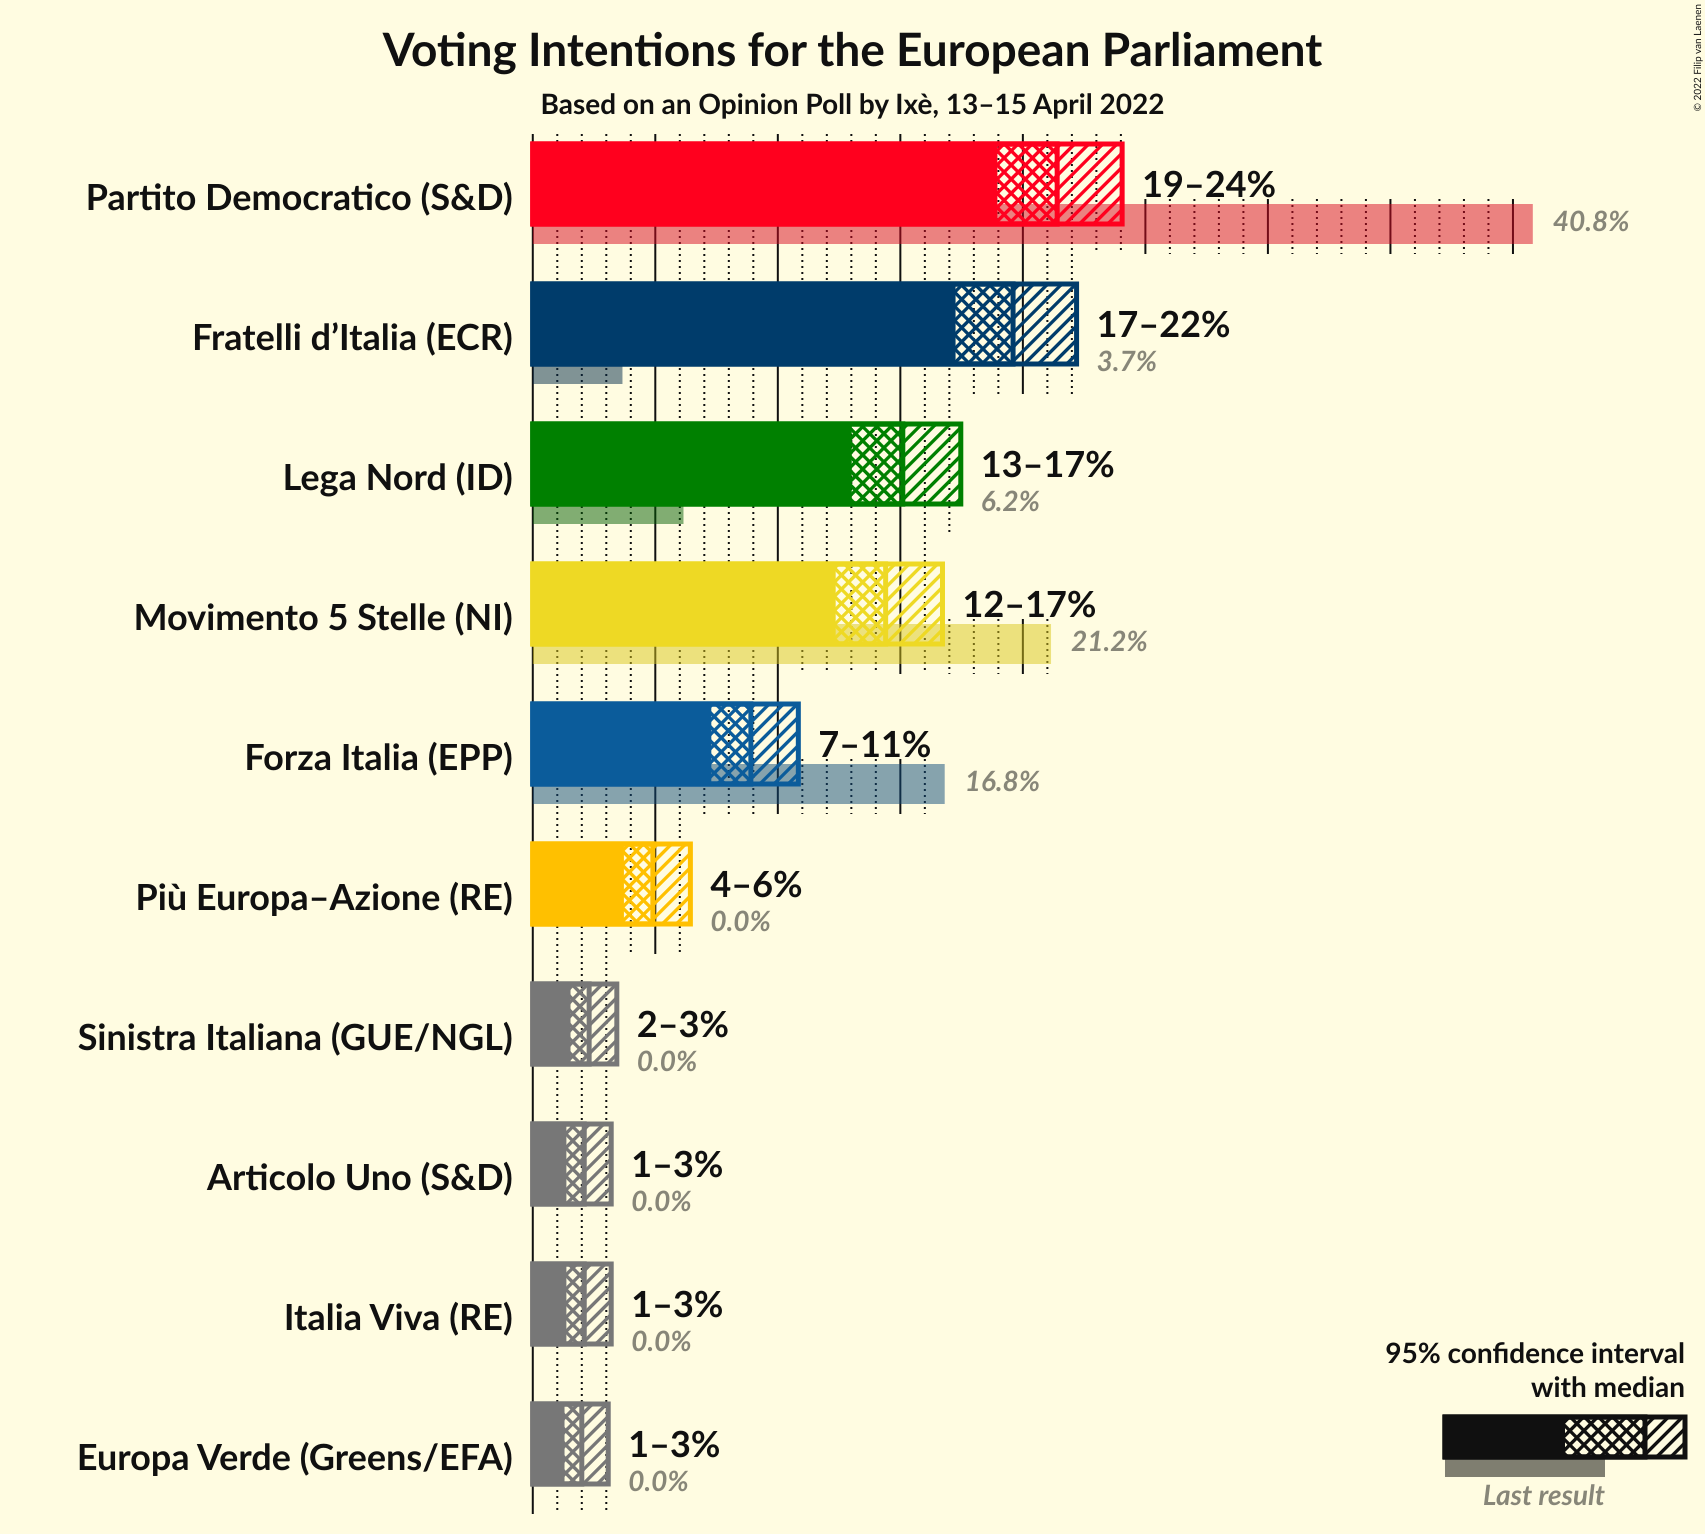 Voting Intentions for the European Parliament
Based on an Opinion Poll by Ixè, 13–15 April 2022
© 2022 Filip van Laenen
Partito Democratico (S&D)
19–24%
40.8%
Fratelli d’Italia (ECR)
17–22%
3.7%
Lega Nord (ID)
13–17%
6.2%
Movimento 5 Stelle (NI)
12–17%
21.2%
Forza Italia (EPP)
7–11%
16.8%
Più Europa–Azione (RE)
4–6%
0.0%
Sinistra Italiana (GUE/NGL)
2–3%
0.0%
Articolo Uno (S&D)
1–3%
0.0%
Italia Viva (RE)
1–3%
0.0%
Europa Verde (Greens/EFA)
1–3%
0.0%
95% confidence interval
with median
Last result